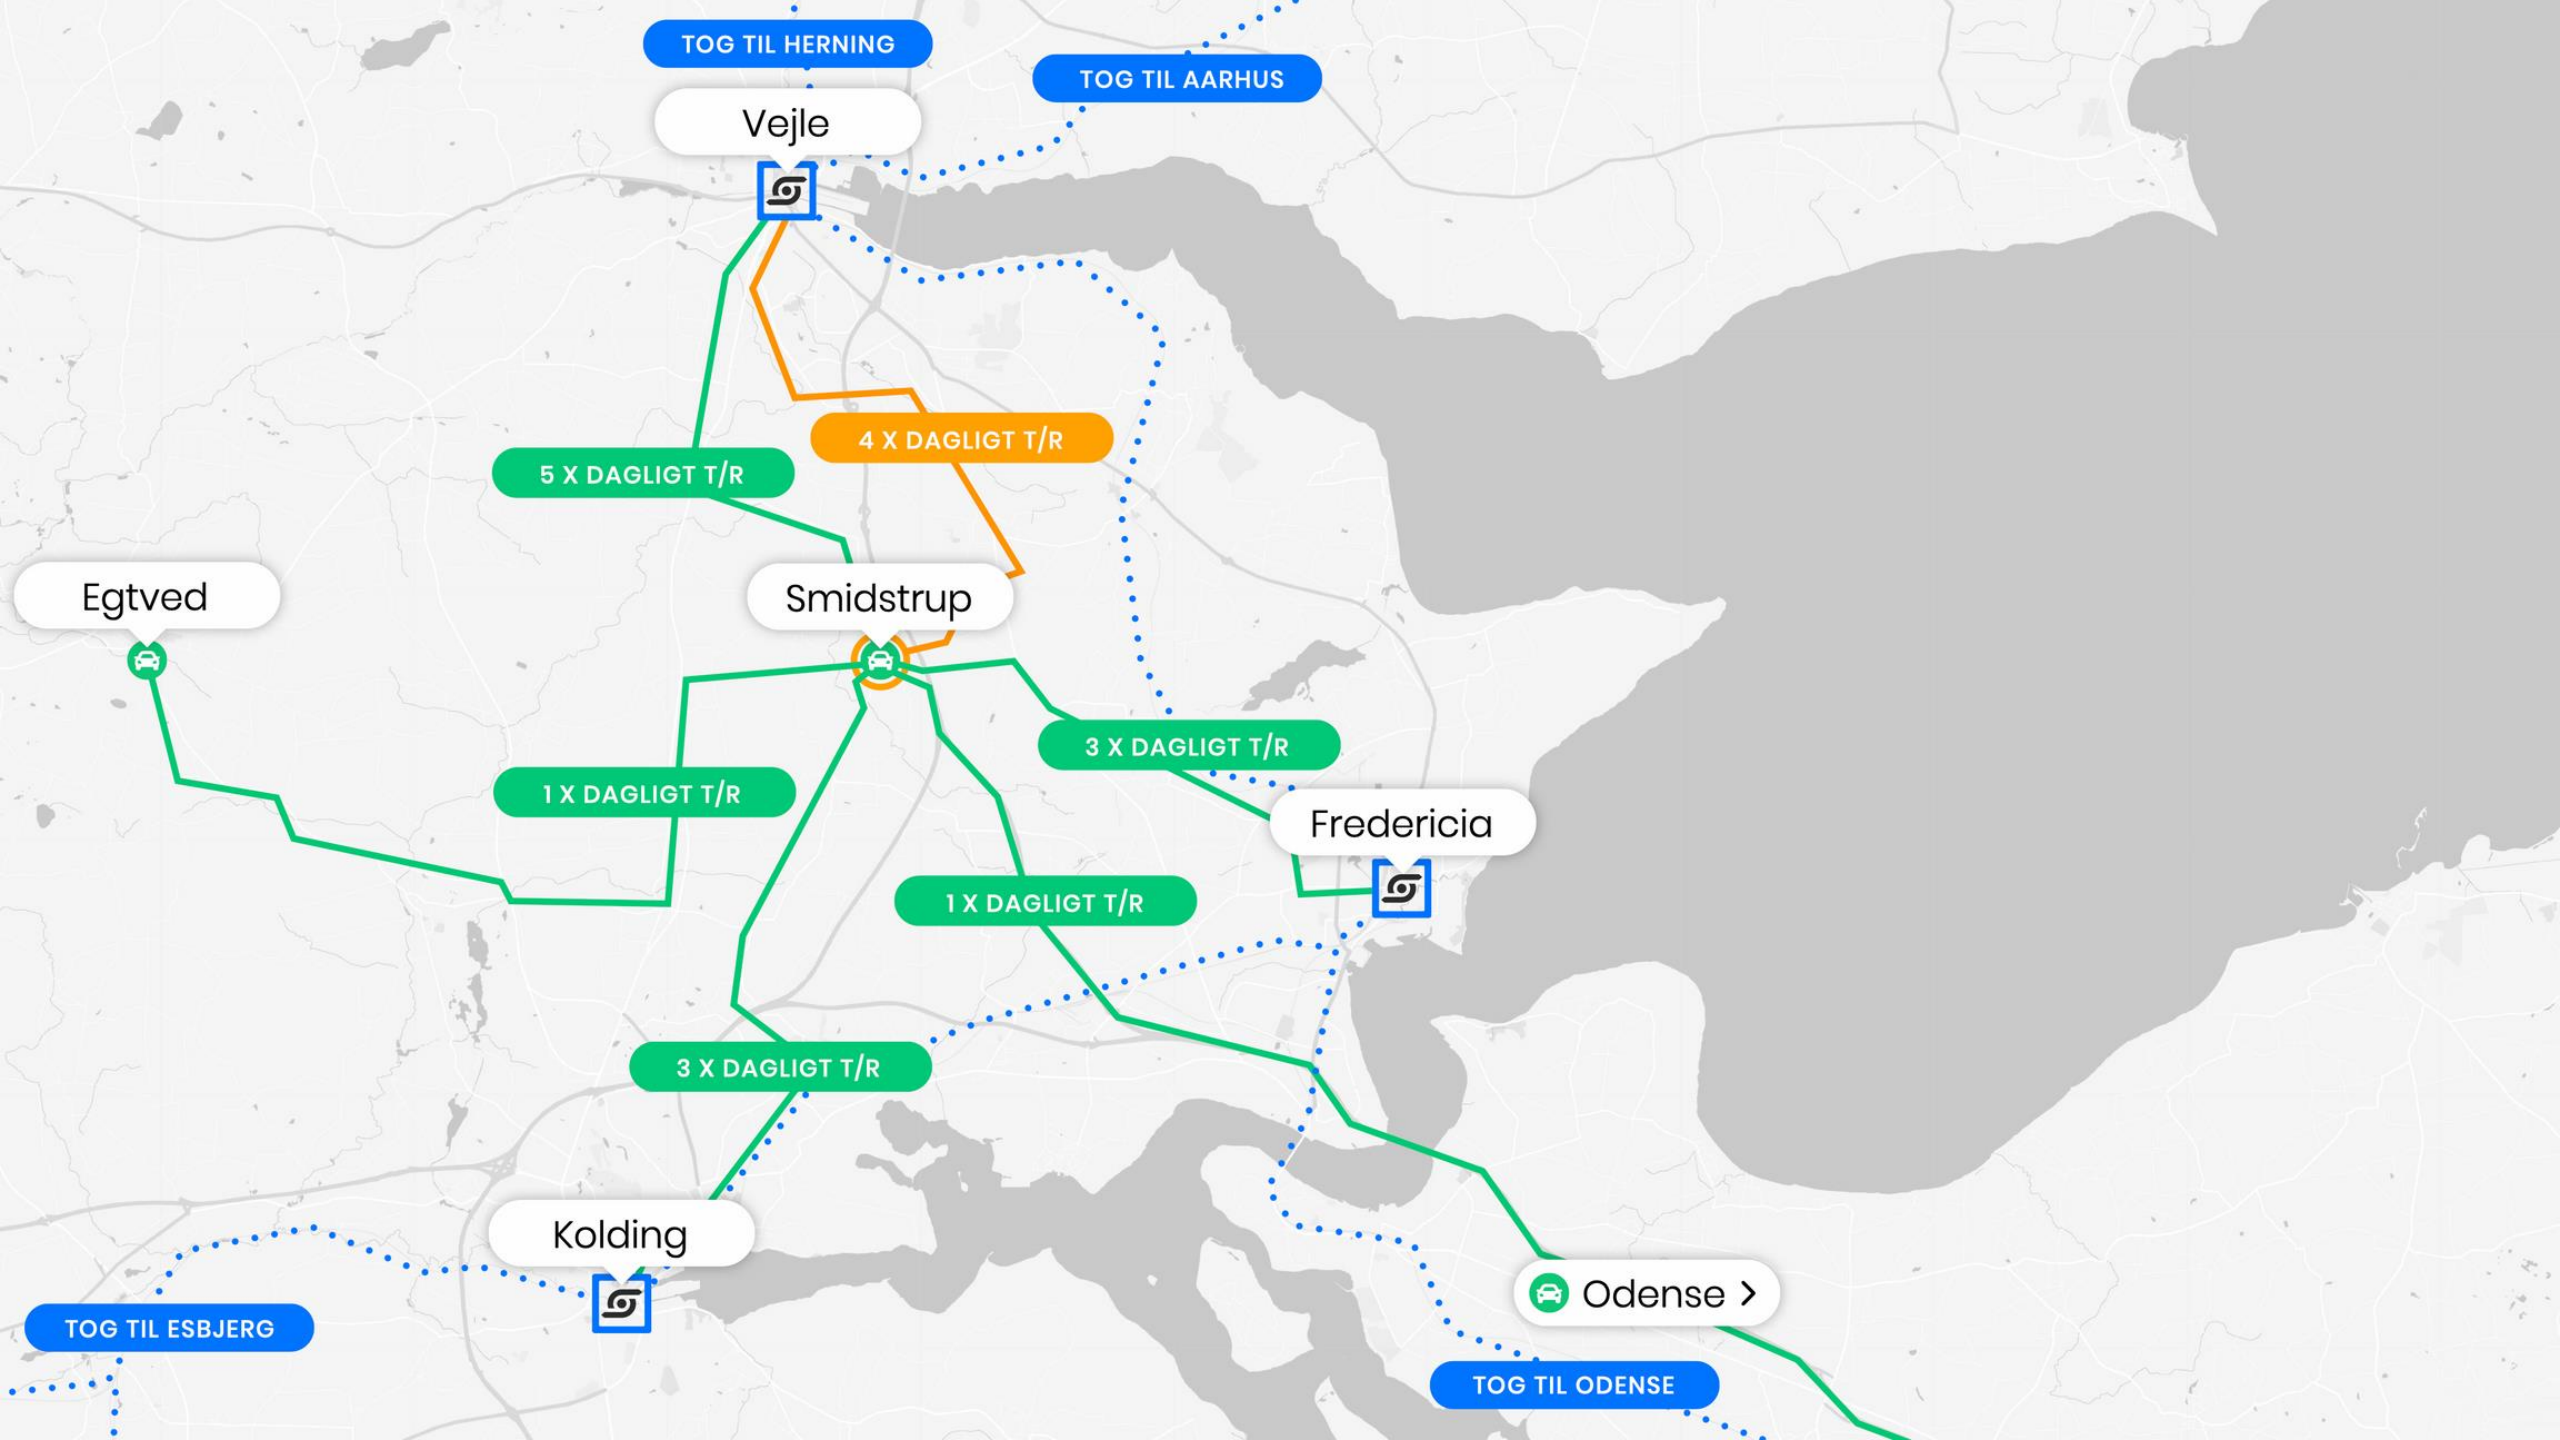 TOG TIL HERNING
TOG TIL AARHUS
Vejle
4 X DAGLIGT T/R
5 X DAGLIGT T/R
Egtved
Smidstrup
3 X DAGLIGT T/R
1 X DAGLIGT T/R
Fredericia
1 X DAGLIGT T/R
3 X DAGLIGT T/R
Kolding
Odense >
TOG TIL ESBJERG
TOG TIL ODENSE